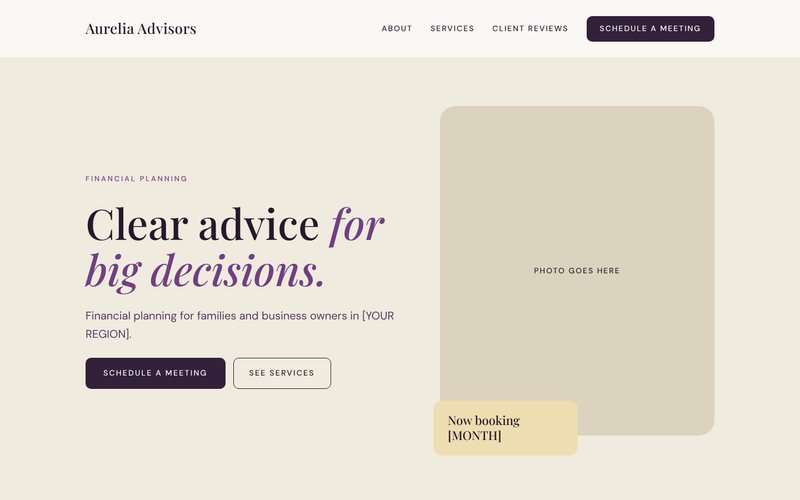 Aurelia Advisors
ABOUT
SERVICES
CLIENT REVIEWS
SCHEDULE A MEETING
FINANCIAL PLANNING
Clear advice for
big decisions.
Financial planning for families and business owners in [YOUR
REGION].
SCHEDULE A MEETING
SEE SERVICES
PHOTO GOES HERE
Now booking
[MONTH]